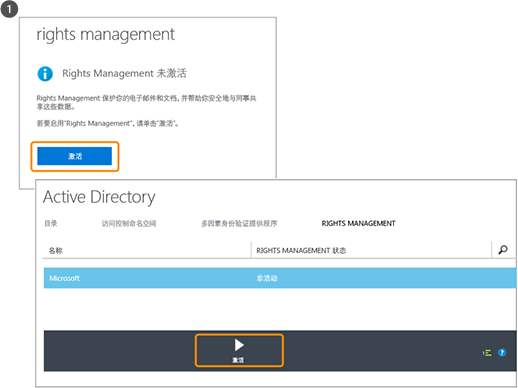 1
rights management
Rights Management 未激活
Rights Management 保护你的电子邮件和文档，并帮助你安全地与同事共
享这些数据。
若要启用"Rights Management"，请单击"激活"。
激活
Active Directory
目录 访问控制命名空间 多因素身份验证提供程序 RIGHTS MANAGEMENT
名称 RIGHTS MANAGEMENT 状态
Microsoft 非活动
激活
?